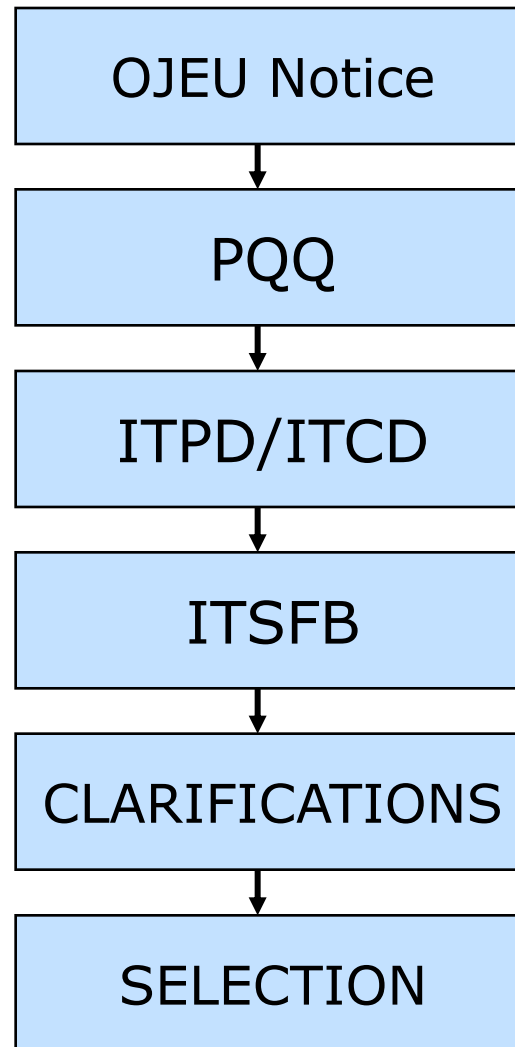 OJEU Notice
PQQ
ITPD/ITCD
ITSFB
CLARIFICATIONS
SELECTION